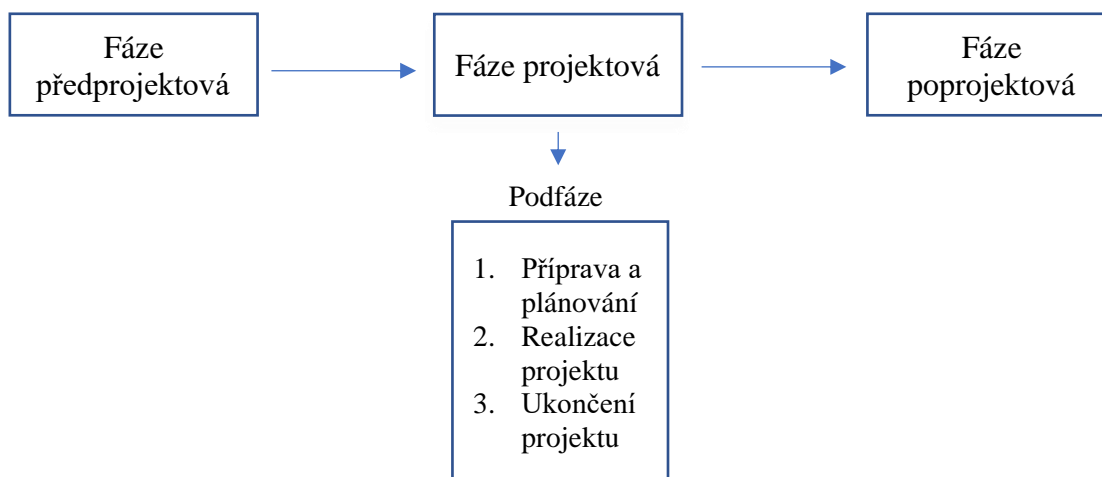 Fáze
předprojektová
Fáze projektová
Fáze
poprojektová
Podfáze
1. Příprava a
plánování
2. Realizace
projektu
3. Ukončení
projektu